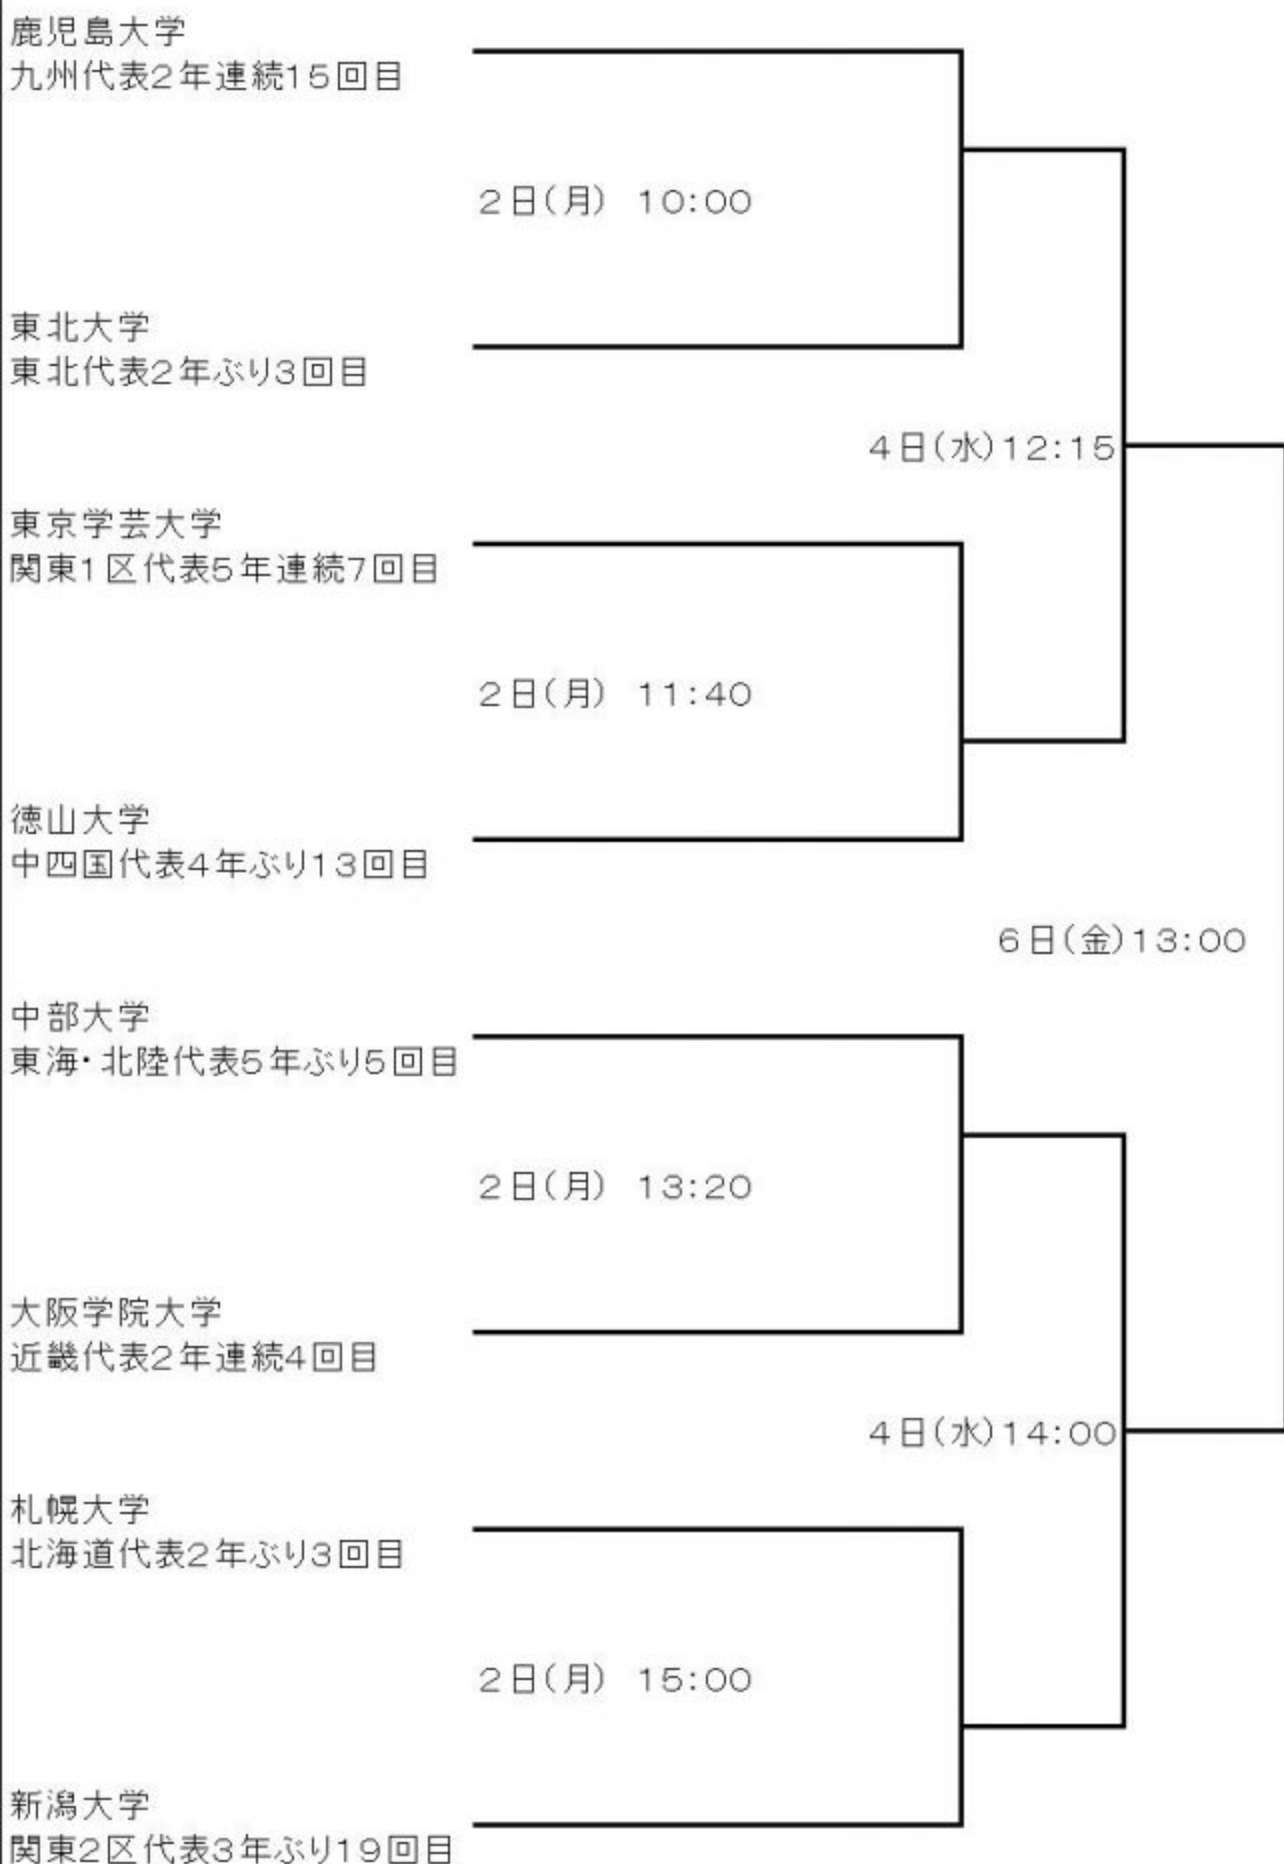 鹿児島大学
九州代表2年連続15回目
2日(月) 10:00
東北大学
東北代表2年ぶり3回目
4日(水)12:15
東京学芸大学
関東1区代表5年連続7回目
2日(月) 11:40
徳山大学
中四国代表4年ぶり13回目
6日(金)13:00
中部大学
東海・北陸代表5年ぶり5回目
2日(月) 13:20
大阪学院大学
近畿代表2年連続4回目
4日(水)14:00
札幌大学
北海道代表2年ぶり3回目
2日(月) 15:00
新潟大学
関東2区代表3年ぶり19回目